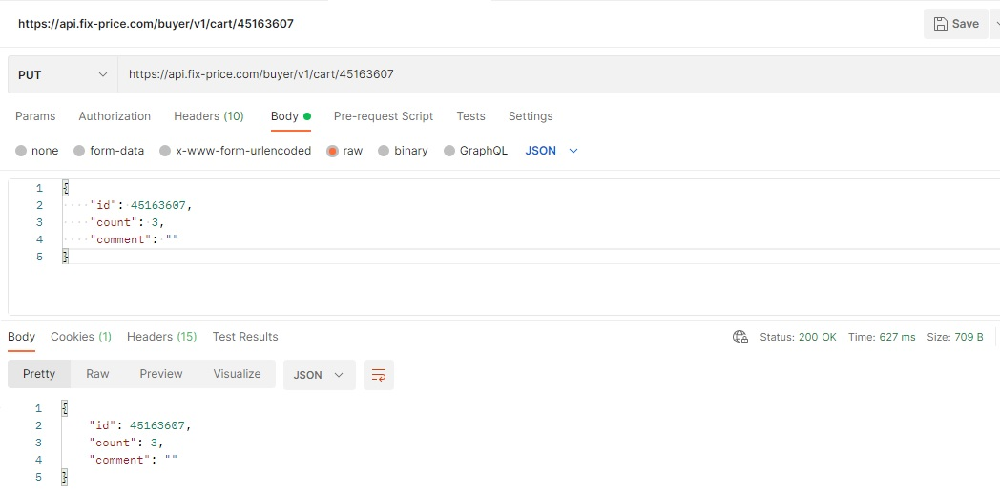 https://api.fix-price.com/buyer/v1/cart/45163607
Save
PUT
https://api.fix-price.com/buyer/v1/cart/45163607
Params Authorization Headers (10) Body Pre-request Script Tests Settings
none form-data x-www-form-urlencoded raw binary GraphQL JSON
1 {
2 "id": 45163607,
3 "count": 3,
4 "comment": ""
5 }
Body Cookies (1) Headers (15) Test Results
Status: 200 OK Time: 627 ms Size: 709 B
Pretty Raw Preview Visualize JSON
1 {
2 "id": 45163607,
3 "count": 3,
4 "comment": ""
5 }